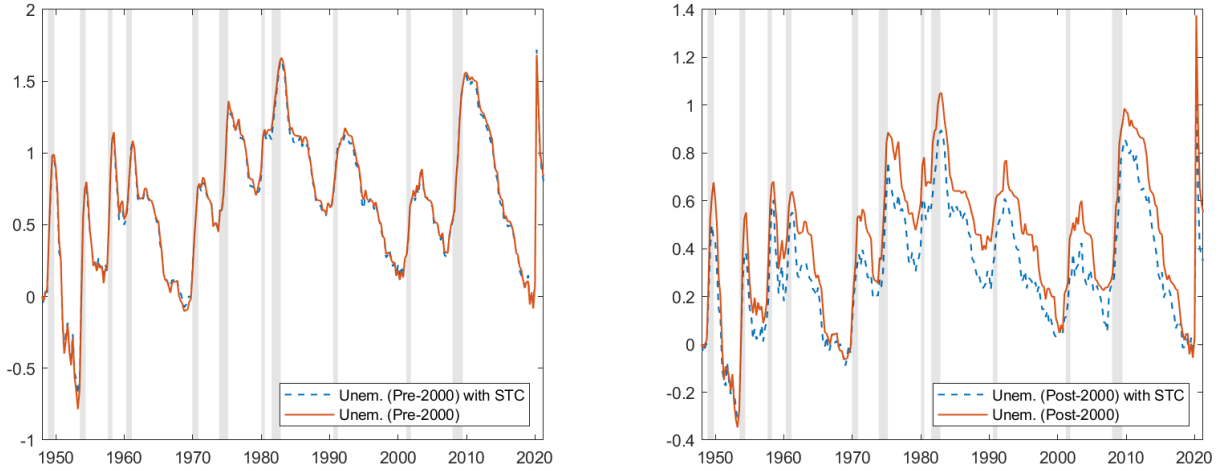 2
1.5
1
0.5
0
-0.5
-1
1950 1960 1970 1980 1990 2000 2010 2020
Unem. (Pre-2000) with STC
Unem. (Pre-2000)
1.4
1.2
1
0.8
0.6
0.4
0.2
0
-0.2
-0.4
1950 1960 1970 1980 1990 2000 2010 2020
Unem. (Post-2000) with STC
Unem. (Post-2000)